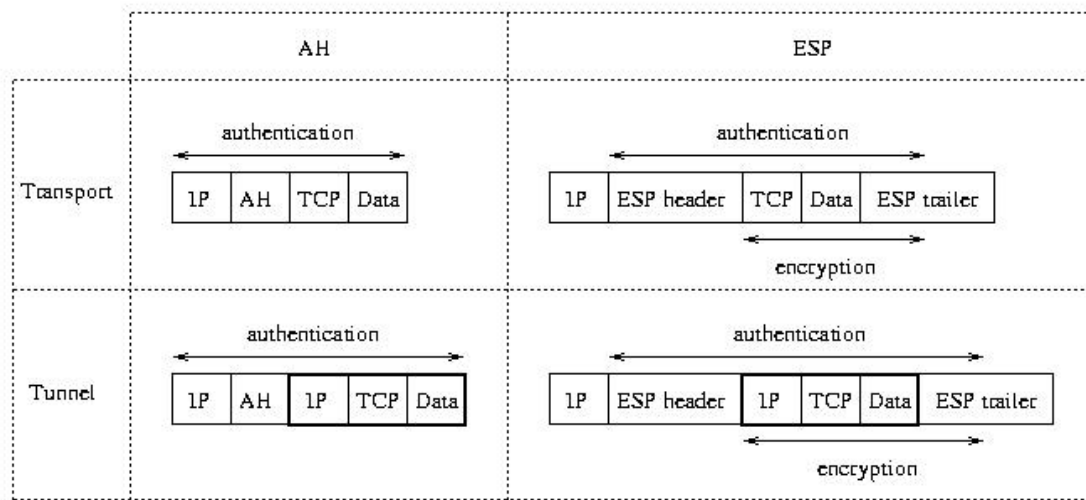 AH ESP
authentication authentication
Transport IP AH TCP Data IP ESP header TCP Data ESP trailer
encryption
authentication authentication
Tunnel IP AH IP TCP Data IP ESP header IP TCP Data ESP trailer
encryption